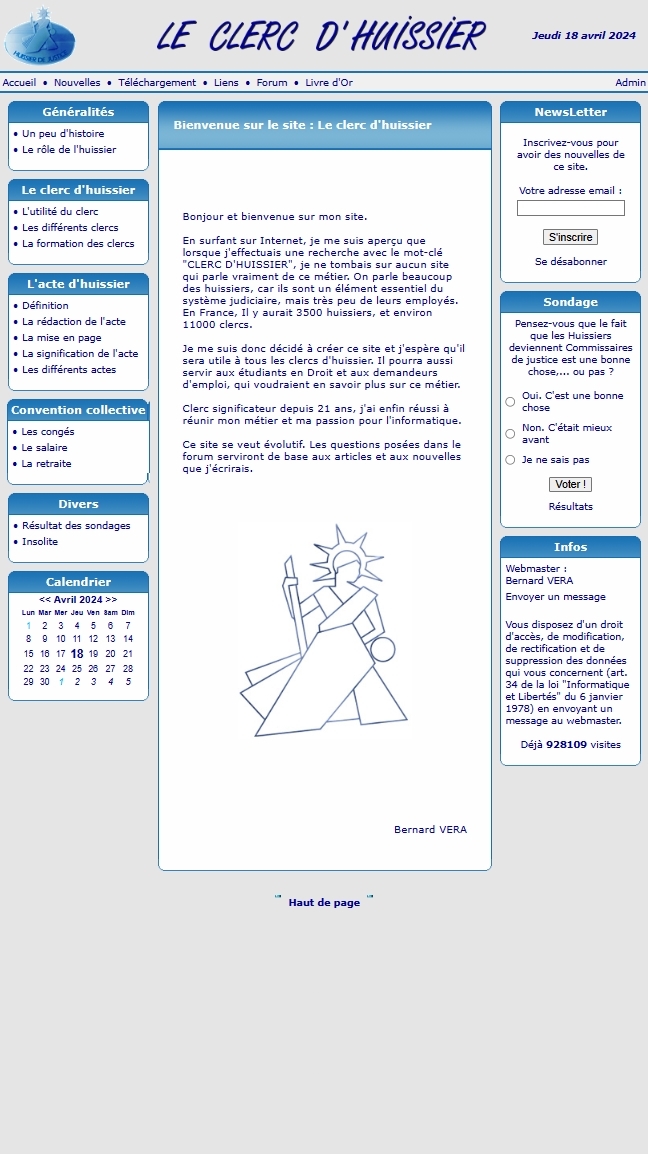 HUISSIER DE JUSTICE
LE CLERC D'HUISSIER
Jeudi 18 avril 2024
Accueil • Nouvelles • Téléchargement • Liens • Forum • Livre d'Or
Admin
Généralités
• Un peu d'histoire
• Le rôle de l'huissier
Le clerc d'huissier
• L'utilité du clerc
• Les différents clercs
• La formation des clercs
L'acte d'huissier
• Définition
• La rédaction de l'acte
• La mise en page
• La signification de l'acte
• Les différents actes
Convention collective
• Les congés
• Le salaire
• La retraite
Divers
• Résultat des sondages
• Insolite
Calendrier
<< Avril 2024 >>
Lun Mar Mer Jeu Ven Sam Dim
1 2 3 4 5 6 7
8 9 10 11 12 13 14
15 16 17 18 19 20 21
22 23 24 25 26 27 28
29 30 1 2 3 4 5
Bienvenue sur le site : Le clerc d'huissier
Bonjour et bienvenue sur mon site.
En surfant sur Internet, je me suis aperçu que
lorsque j'effectuais une recherche avec le mot-clé
"CLERC D'HUISSIER", je ne tombais sur aucun site
qui parle vraiment de ce métier. On parle beaucoup
des huissiers, car ils sont un élément essentiel du
système judiciaire, mais très peu de leurs employés.
En France, Il y aurait 3500 huissiers, et environ
11000 clercs.
Je me suis donc décidé à créer ce site et j'espère qu'il
sera utile à tous les clercs d'huissier. Il pourra aussi
servir aux étudiants en Droit et aux demandeurs
d'emploi, qui voudraient en savoir plus sur ce métier.
Clerc significateur depuis 21 ans, j'ai enfin réussi à
réunir mon métier et ma passion pour l'informatique.
Ce site se veut évolutif. Les questions posées dans le
forum serviront de base aux articles et aux nouvelles
que j'écrirais.
Bernard VERA
NewsLetter
Inscrivez-vous pour
avoir des nouvelles de
ce site.
Votre adresse email :
S'inscrire
Se désabonner
Sondage
Pensez-vous que le fait
que les Huissiers
deviennent Commissaires
de justice est une bonne
chose,... ou pas ?
Oui. C'est une bonne
chose
Non. C'était mieux
avant
Je ne sais pas
Voter !
Résultats
Infos
Webmaster :
Bernard VERA
Envoyer un message
Vous disposez d'un droit
d'accès, de modification,
de rectification et de
suppression des données
qui vous concernent (art.
34 de la loi "Informatique
et Libertés" du 6 janvier
1978) en envoyant un
message au webmaster.
Déjà 928109 visites
Haut de page